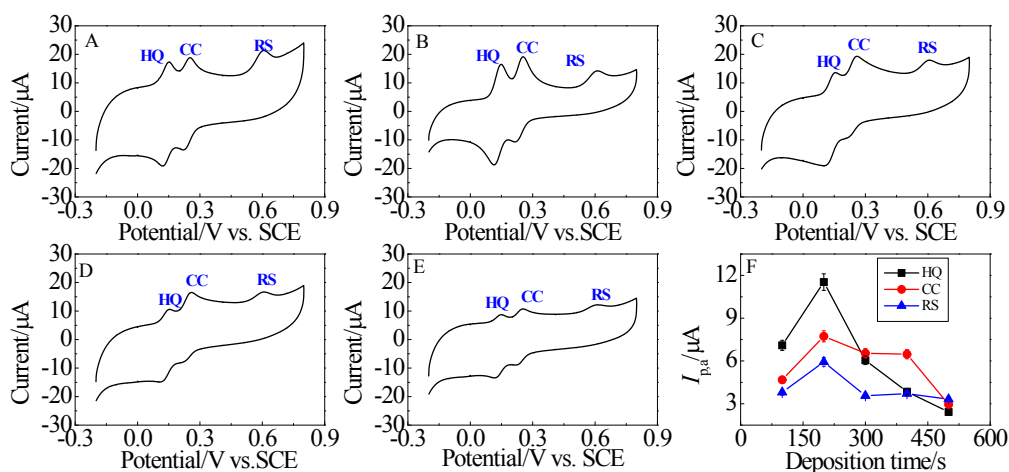 A
HQ
CC
RS
30
20
10
0
-10
-20
-30
Current/μA
-0.3
0.0
0.3
0.6
0.9
Potential/V vs. SCE
B
HQ
CC
RS
30
20
10
0
-10
-20
-30
Current/μA
-0.3
0.0
0.3
0.6
0.9
Potential/V vs.SCE
C
HQ
CC
RS
30
20
10
0
-10
-20
-30
Current/μA
-0.3
0.0
0.3
0.6
0.9
Potential/V vs. SCE
D
HQ
CC
RS
30
20
10
0
-10
-20
-30
Current/μA
-0.3
0.0
0.3
0.6
0.9
Potential/V vs.SCE
E
HQ
CC
RS
30
20
10
0
-10
-20
-30
Current/μA
-0.3
0.0
0.3
0.6
0.9
Potential/V vs.SCE
F
HQ
CC
RS
12
9
6
3
Ip,a/μA
0
150
300
450
600
Deposition time/s